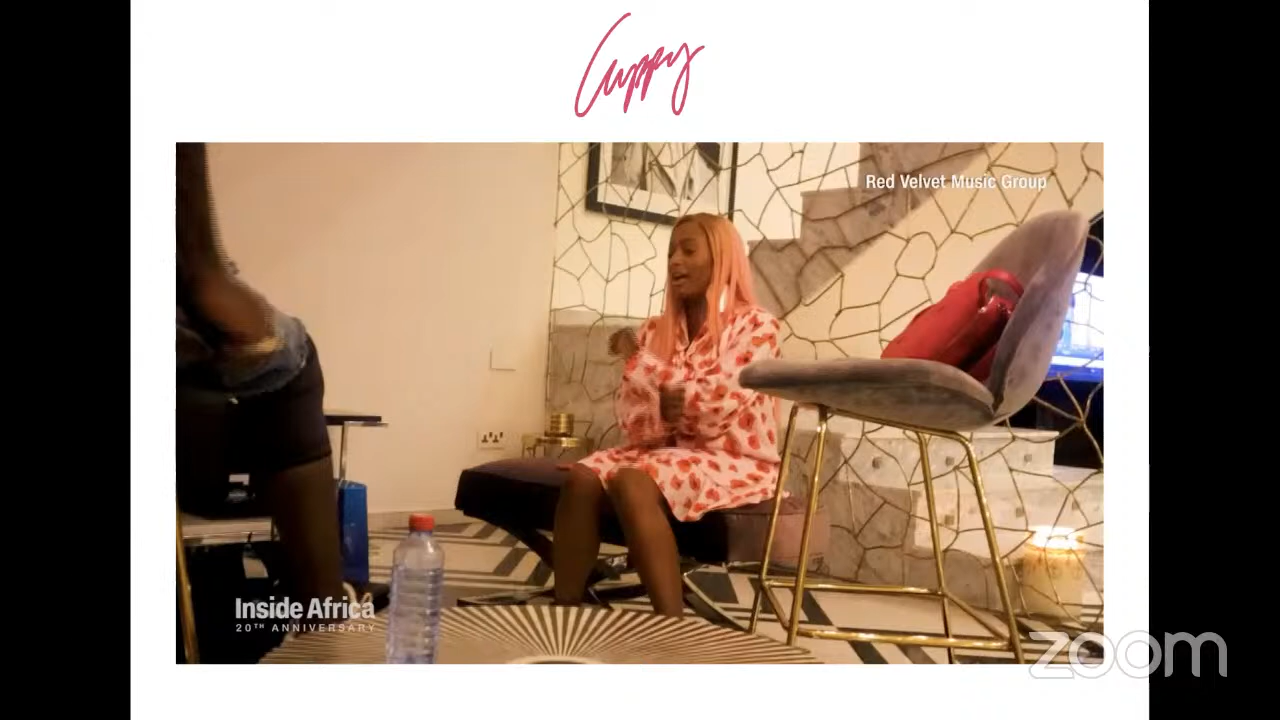 Cuppy
Red Velvet Music Group
Inside Africa
20TH ANNIVERSARY
zoom